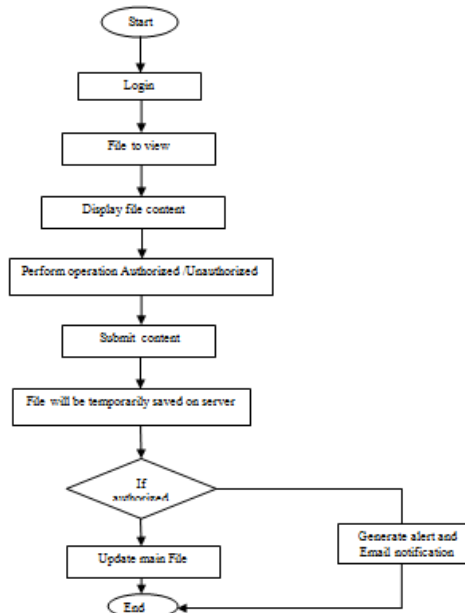 Start
Login
File to view
Display file content
Perform operation Authorized /Unauthorized
Submit content
File will be temporarily saved on server
If
authorized
Generate alert and
Email notification
Update main File
End